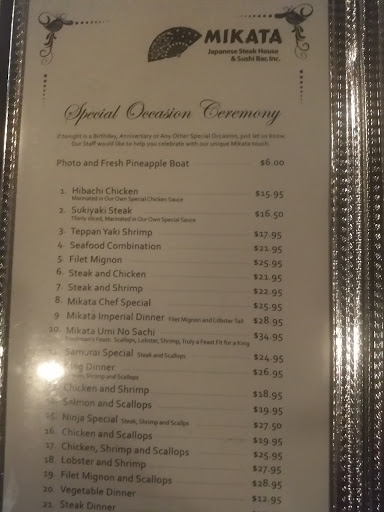 MIKATA
Japanese Steak House
& Sushi Bar, Inc.
Special Occasion Ceremony
If tonight is a Birthday, Anniversary or Any Other Special Occasion, just let us know.
Our Staff would like to help you celebrate with our unique Mikata touch.
Photo and Fresh Pineapple Boat $6.00
1. Hibachi Chicken $15.95
Marinated in Our Own Special Chicken Sauce
2. Sukiyaki Steak $16.50
Thinly sliced, Marinated in Our Own Special Sauce
3. Teppan Yaki Shrimp $17.95
4. Seafood Combination $21.95
5. Filet Mignon $25.95
6. Steak and Chicken $21.95
7. Steak and Shrimp $22.95
8. Mikata Chef Special $25.95
9 Mikata Imperial Dinner Filet Mignon and Lobster Tail $28.95
10. Mikata Umi No Sachi $34.95
Fisherman's Feast: Scallops, Lobster, Shrimp, Truly a Feast Fit for a King
Samurai Special Steak and Scallops $24.95
Dinner $26.95
Shrimp and Scallops
Chicken and Shrimp $18.95
14. Salmon and Scallops $19.95
15. Ninja Special Steak, Shrimp and Scallps $27.50
16. Chicken and Scallops $19.95
17. Chicken, Shrimp and Scallops $25.95
18. Lobster and Shrimp $27.95
19. Filet Mignon and Scallops $28.95
20. Vegetable Dinner $12.95
21. Steak Dinner